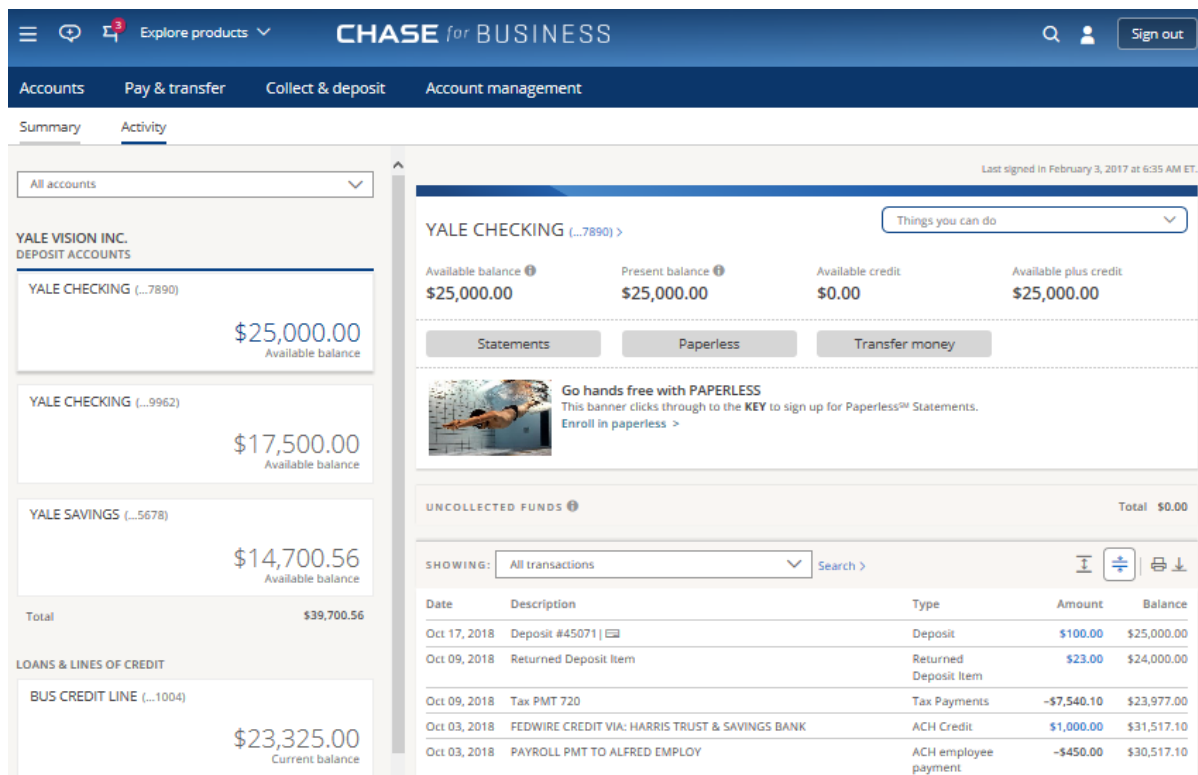 3
Explore products
CHASE for BUSINESS
Sign out
Accounts
Pay & transfer
Collect & deposit
Account management
Summary
Activity
All accounts
YALE VISION INC.
DEPOSIT ACCOUNTS
YALE CHECKING (...7890)
$25,000.00
Available balance
YALE CHECKING (...9962)
$17,500.00
Available balance
YALE SAVINGS (...5678)
$14,700.56
Available balance
Total $39,700.56
LOANS & LINES OF CREDIT
BUS CREDIT LINE (...1004)
$23,325.00
Current balance
Last signed in February 3, 2017 at 6:35 AM ET.
YALE CHECKING (...7890) >
Things you can do
Available balance Present balance Available credit Available plus credit
$25,000.00 $25,000.00 $0.00 $25,000.00
Statements Paperless Transfer money
Go hands free with PAPERLESS
This banner clicks through to the KEY to sign up for Paperless℠ Statements.
Enroll in paperless >
UNCOLLECTED FUNDS Total $0.00
SHOWING: All transactions Search >
Date Description Type Amount Balance
Oct 17, 2018 Deposit #45071| Deposit $100.00 $25,000.00
Oct 09, 2018 Returned Deposit Item Returned $23.00 $24,000.00
Deposit Item
Oct 09, 2018 Tax PMT 720 Tax Payments −$7,540.10 $23,977.00
Oct 03, 2018 FEDWIRE CREDIT VIA: HARRIS TRUST & SAVINGS BANK ACH Credit $1,000.00 $31,517.10
Oct 03, 2018 PAYROLL PMT TO ALFRED EMPLOY ACH employee −$450.00 $30,517.10
payment